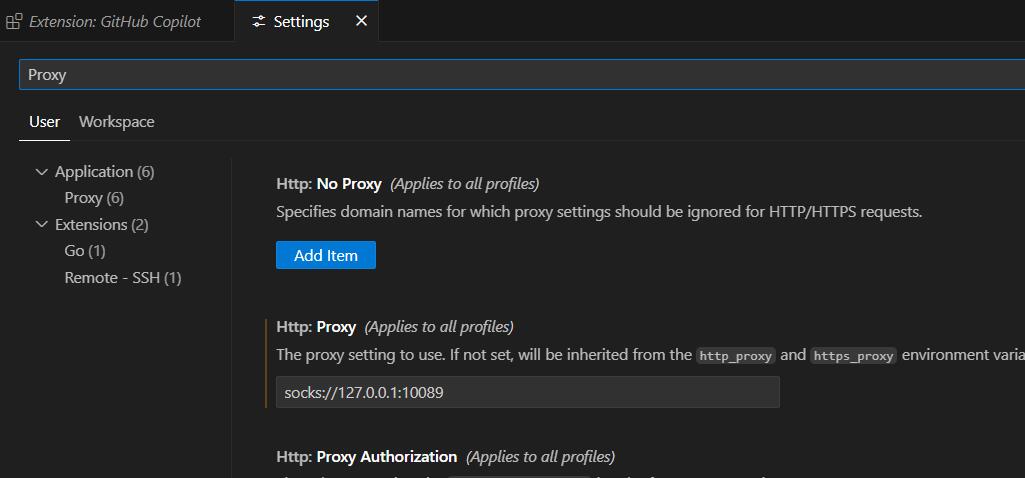 Extension: GitHub Copilot
Settings
Proxy
User Workspace
Application (6)
Proxy (6)
Extensions (2)
Go (1)
Remote - SSH (1)
Http: No Proxy (Applies to all profiles)
Specifies domain names for which proxy settings should be ignored for HTTP/HTTPS requests.
Add Item
Http: Proxy (Applies to all profiles)
The proxy setting to use. If not set, will be inherited from the http_proxy and https_proxy environment varia
socks://127.0.0.1:10089
Http: Proxy Authorization (Applies to all profiles)